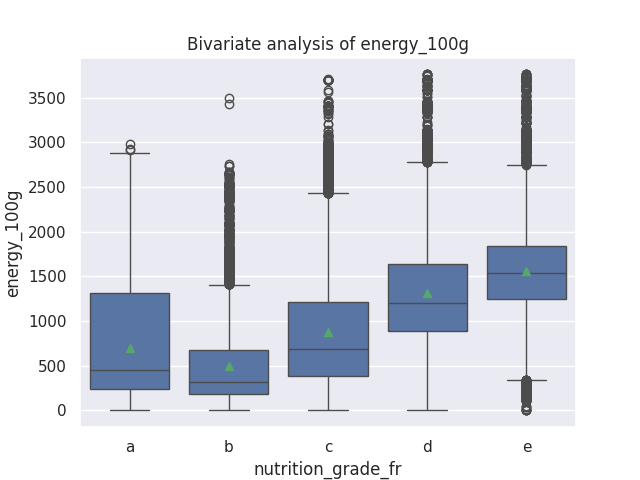 Bivariate analysis of energy_100g
energy_100g
3500
3000
2500
2000
1500
1000
500
0
a b c d e
nutrition_grade_fr